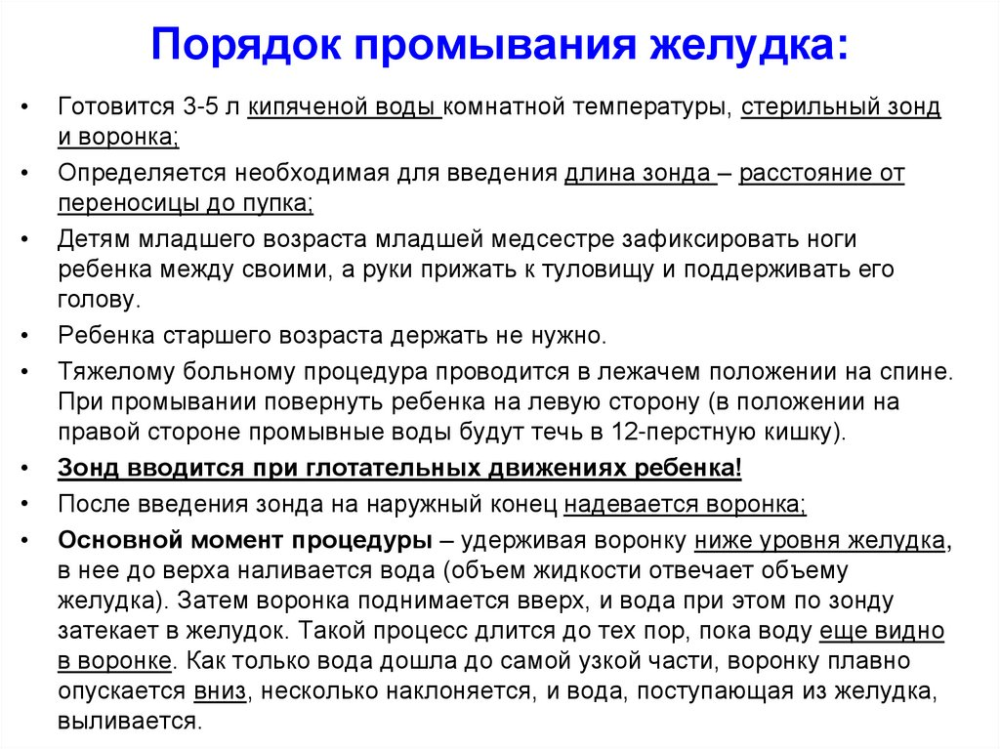 Порядок промывания желудка:
• Готовится 3-5 л кипяченой воды комнатной температуры, стерильный зонд
и воронка;
• Определяется необходимая для введения длина зонда – расстояние от
переносицы до пупка;
• Детям младшего возраста младшей медсестре зафиксировать ноги
ребенка между своими, а руки прижать к туловищу и поддерживать его
голову.
• Ребенка старшего возраста держать не нужно.
• Тяжелому больному процедура проводится в лежачем положении на спине.
При промывании повернуть ребенка на левую сторону (в положении на
правой стороне промывные воды будут течь в 12-перстную кишку).
• Зонд вводится при глотательных движениях ребенка!
• После введения зонда на наружный конец надевается воронка;
• Основной момент процедуры – удерживая воронку ниже уровня желудка,
в нее до верха наливается вода (объем жидкости отвечает объему
желудка). Затем воронка поднимается вверх, и вода при этом по зонду
затекает в желудок. Такой процесс длится до тех пор, пока воду еще видно
в воронке. Как только вода дошла до самой узкой части, воронку плавно
опускается вниз, несколько наклоняется, и вода, поступающая из желудка,
выливается.